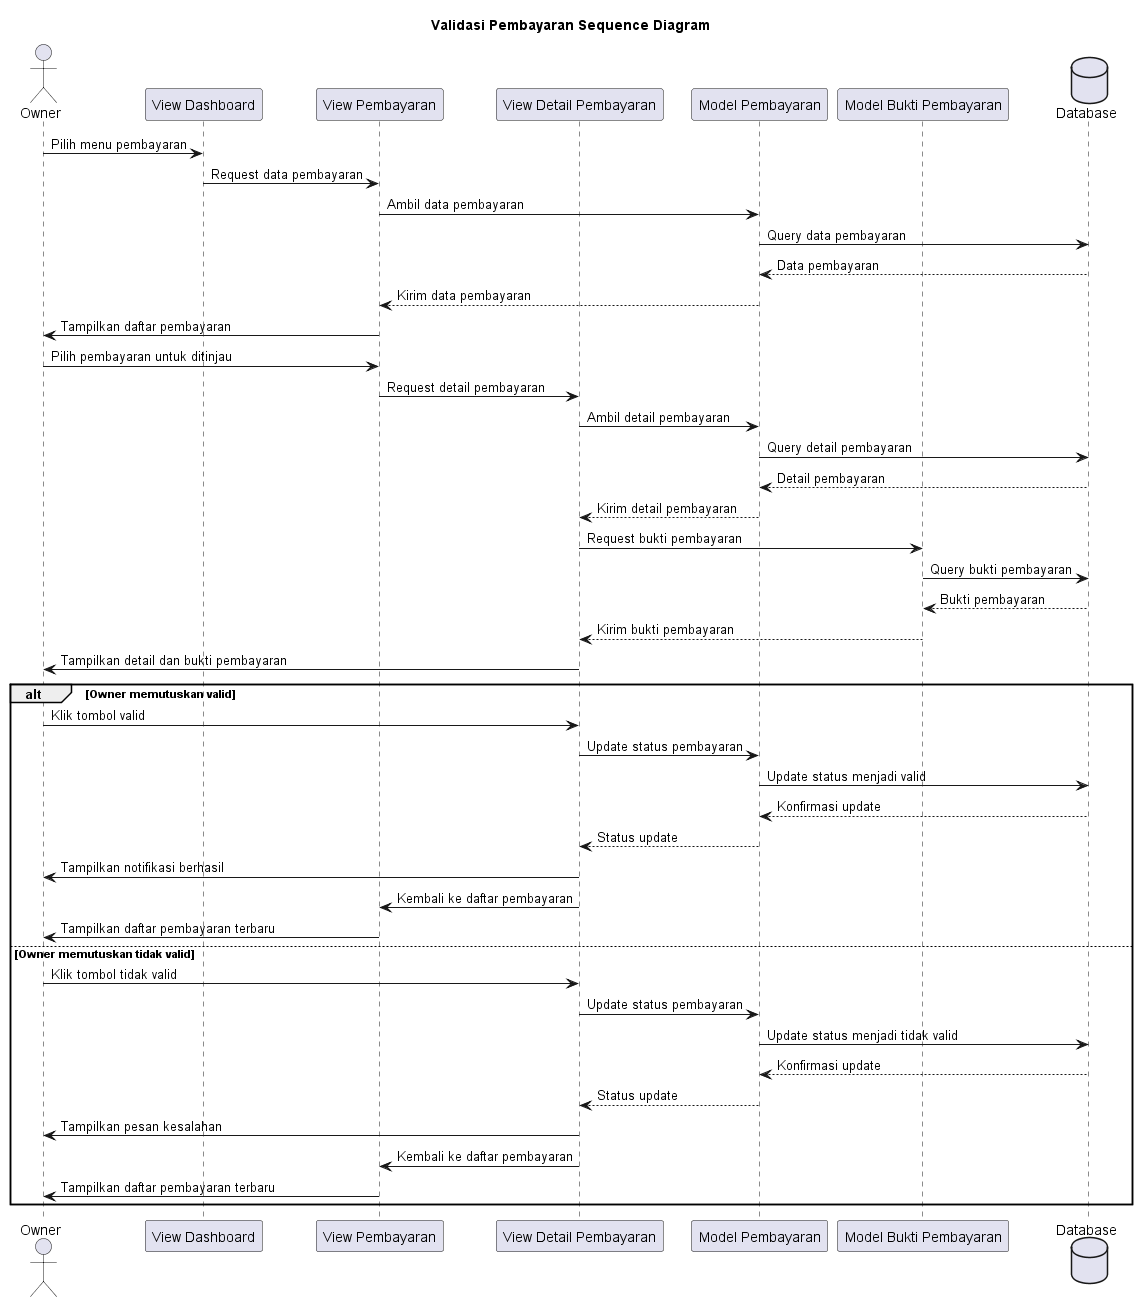 Validasi Pembayaran Sequence Diagram
Owner
View Dashboard
View Pembayaran
View Detail Pembayaran
Model Pembayaran
Model Bukti Pembayaran
Database
Pilih menu pembayaran
Request data pembayaran
Ambil data pembayaran
Query data pembayaran
Data pembayaran
Kirim data pembayaran
Tampilkan daftar pembayaran
Pilih pembayaran untuk ditinjau
Request detail pembayaran
Ambil detail pembayaran
Query detail pembayaran
Detail pembayaran
Kirim detail pembayaran
Request bukti pembayaran
Query bukti pembayaran
Bukti pembayaran
Kirim bukti pembayaran
Tampilkan detail dan bukti pembayaran
alt [Owner memutuskan valid]
Klik tombol valid
Update status pembayaran
Update status menjadi valid
Konfirmasi update
Status update
Tampilkan notifikasi berhasil
Kembali ke daftar pembayaran
Tampilkan daftar pembayaran terbaru
[Owner memutuskan tidak valid]
Klik tombol tidak valid
Update status pembayaran
Update status menjadi tidak valid
Konfirmasi update
Status update
Tampilkan pesan kesalahan
Kembali ke daftar pembayaran
Tampilkan daftar pembayaran terbaru
Owner
View Dashboard
View Pembayaran
View Detail Pembayaran
Model Pembayaran
Model Bukti Pembayaran
Database